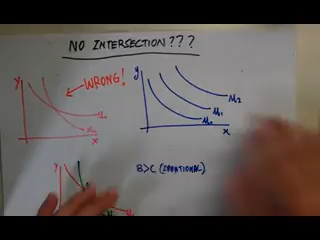 NO INTERSECTION???
WRONG!
y
x
y
U₂
U₁
U₀
x
y
B>C (IRRATIONAL)